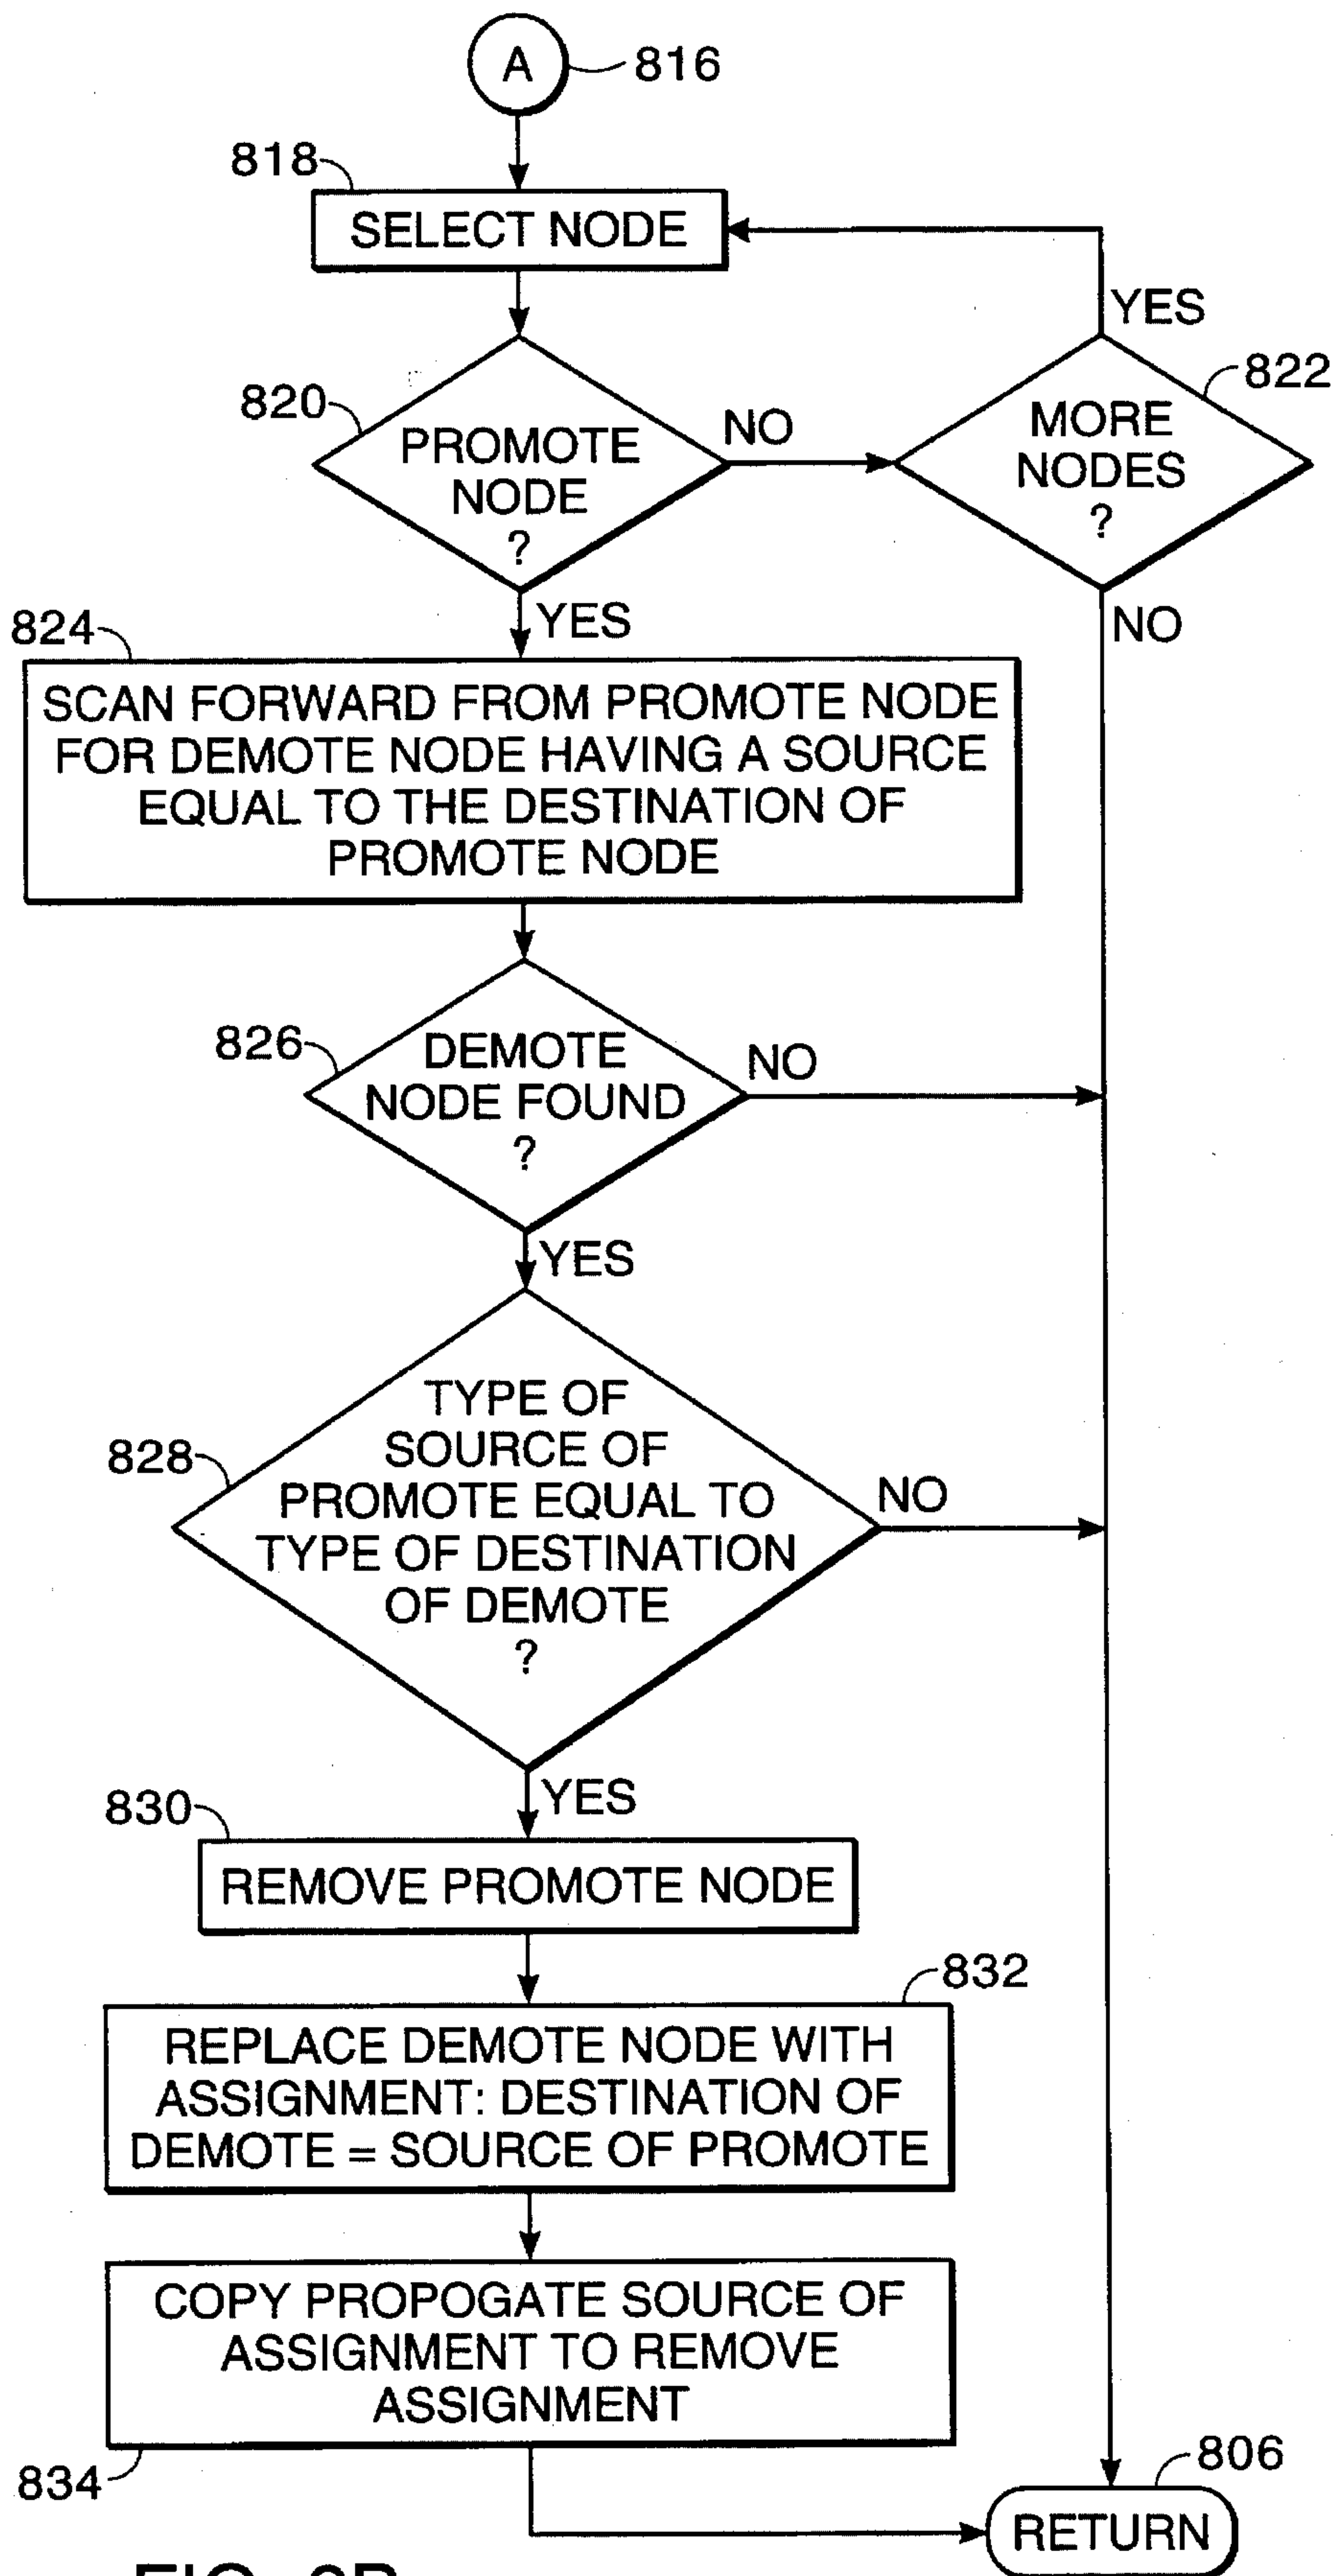 A
816
818
SELECT NODE
YES
822
820
PROMOTE
NODE
?
NO
MORE
NODES
?
YES
NO
824
SCAN FORWARD FROM PROMOTE NODE
FOR DEMOTE NODE HAVING A SOURCE
EQUAL TO THE DESTINATION OF
PROMOTE NODE
826
DEMOTE
NODE FOUND
?
NO
YES
828
TYPE OF
SOURCE OF
PROMOTE EQUAL TO
TYPE OF DESTINATION
OF DEMOTE
?
NO
YES
830
REMOVE PROMOTE NODE
832
REPLACE DEMOTE NODE WITH
ASSIGNMENT: DESTINATION OF
DEMOTE = SOURCE OF PROMOTE
COPY PROPOGATE SOURCE OF
ASSIGNMENT TO REMOVE
ASSIGNMENT
834
806
RETURN